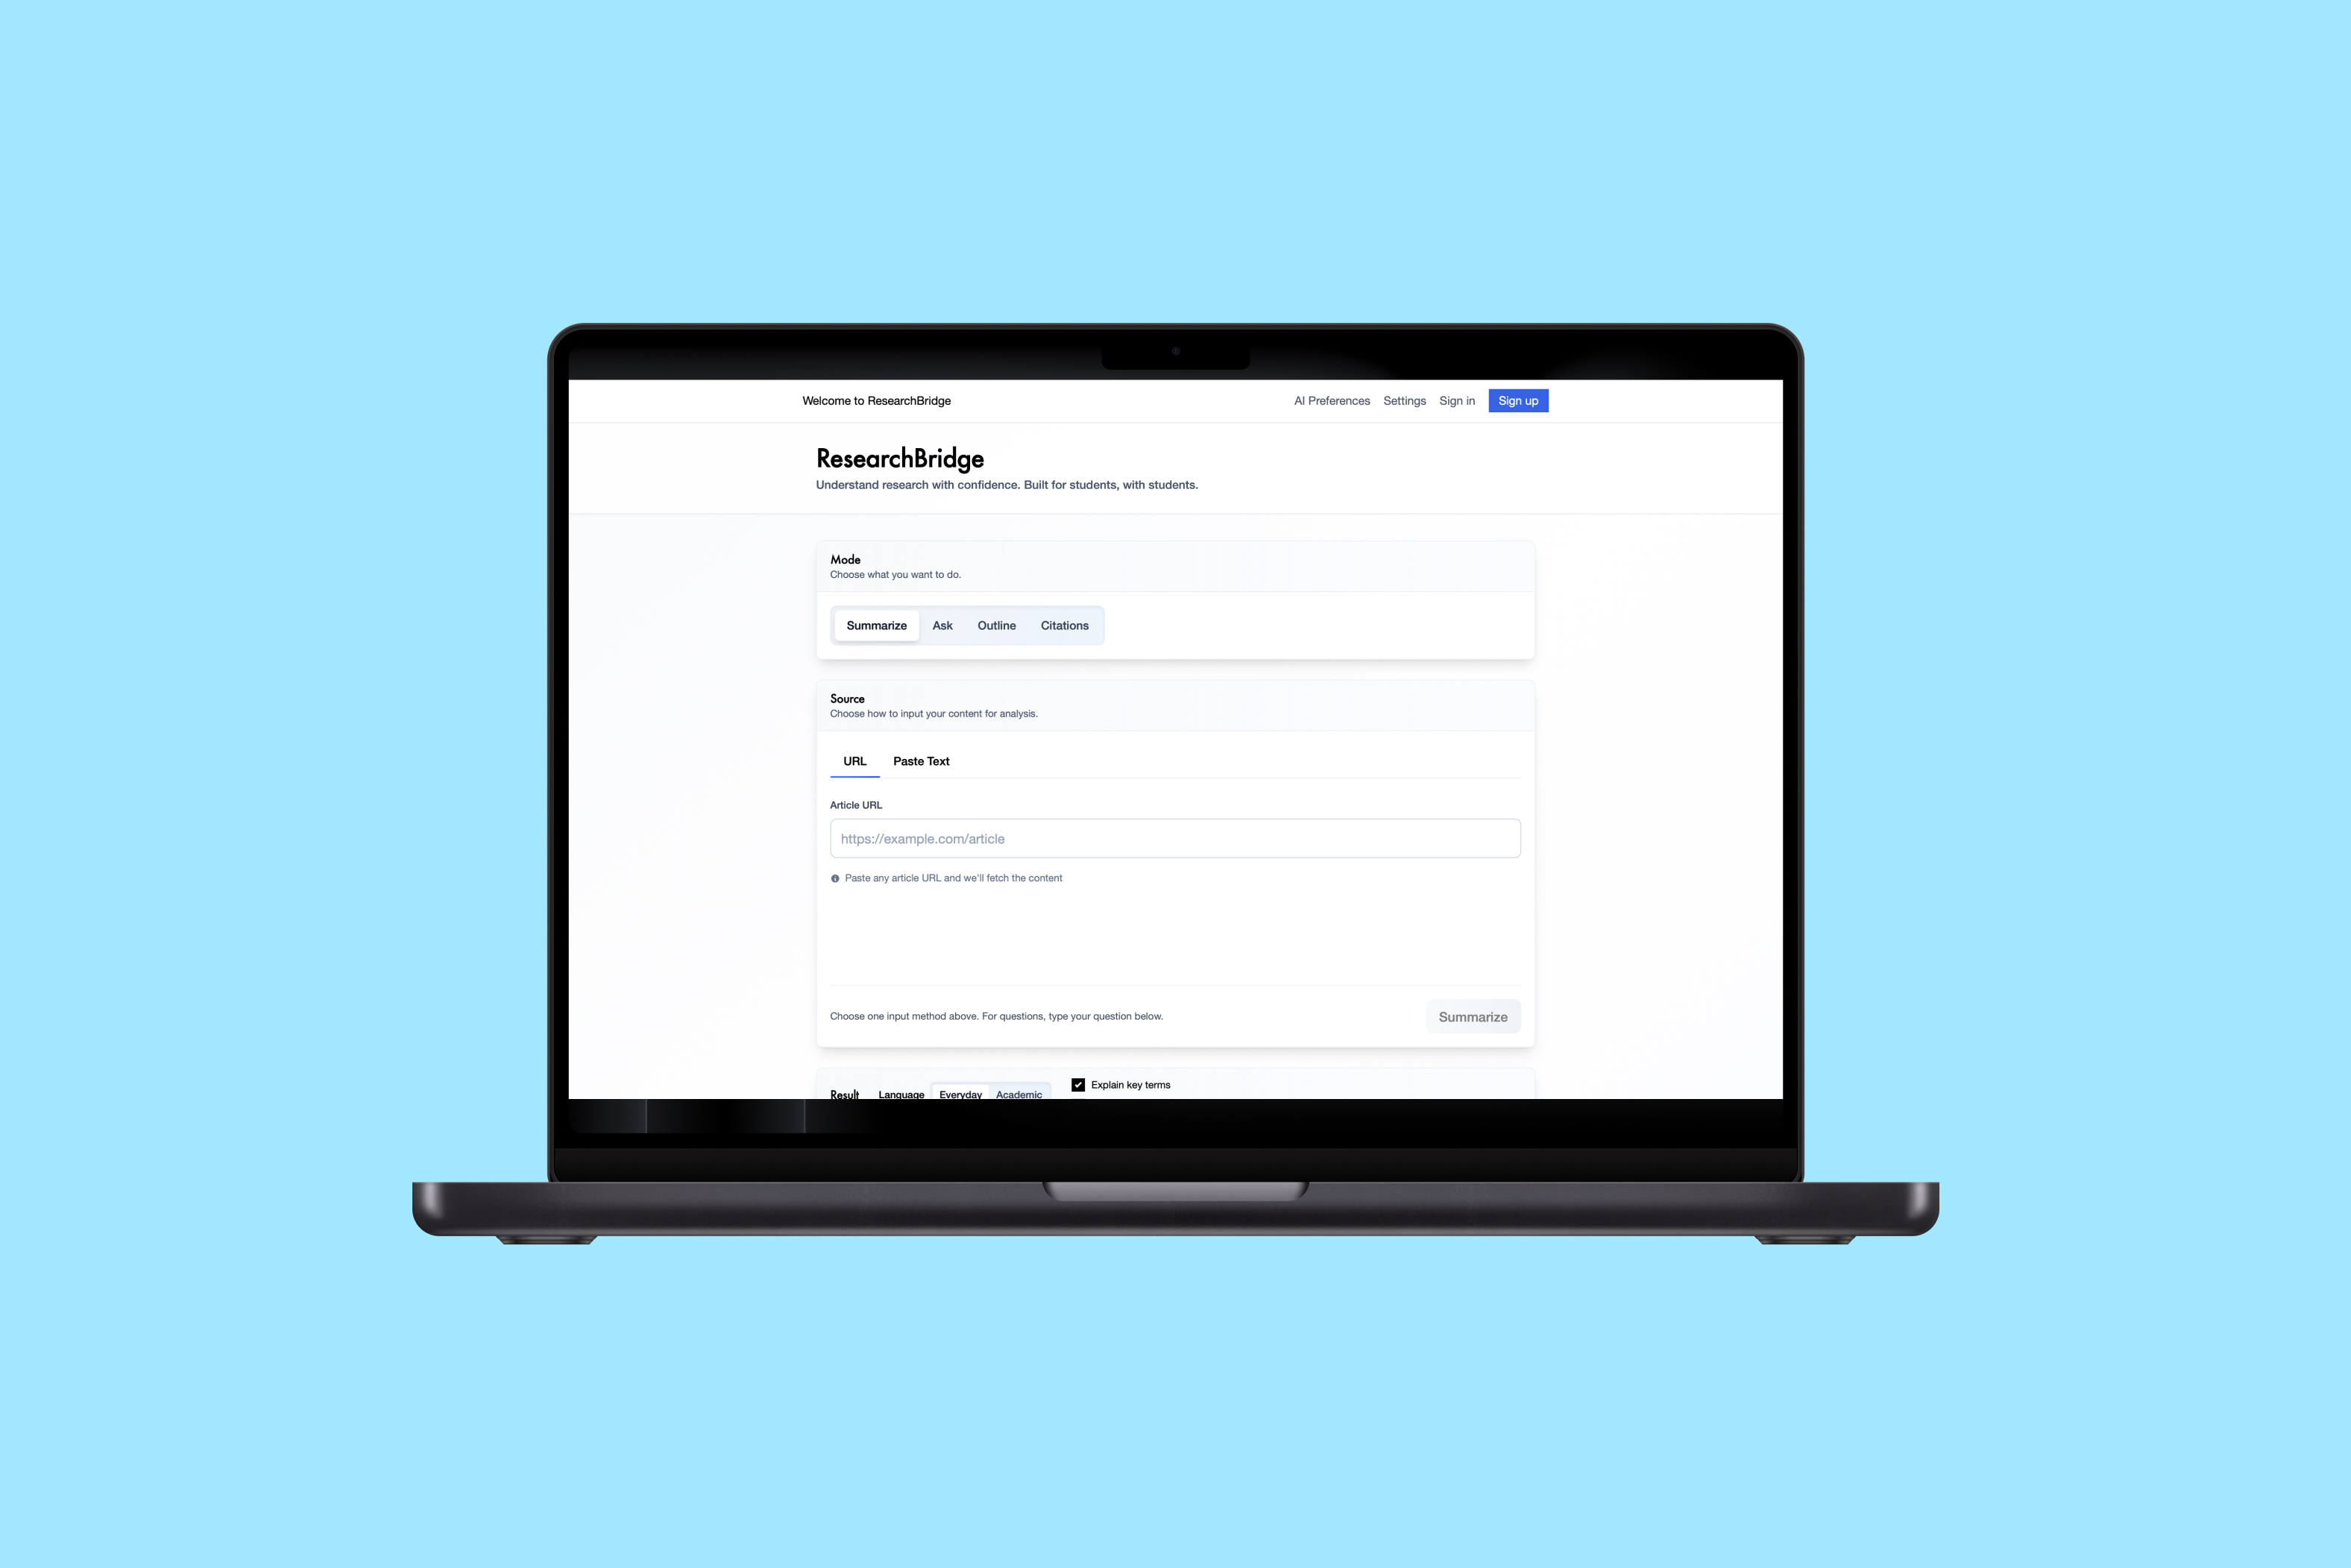 Welcome to ResearchBridge
AI Preferences Settings Sign in Sign up
ResearchBridge
Understand research with confidence. Built for students, with students.
Mode
Choose what you want to do.
Summarize Ask Outline Citations
Source
Choose how to input your content for analysis.
URL Paste Text
Article URL
https://example.com/article
Paste any article URL and we'll fetch the content
Choose one input method above. For questions, type your question below.
Summarize
Result Language Everyday Academic Explain key terms